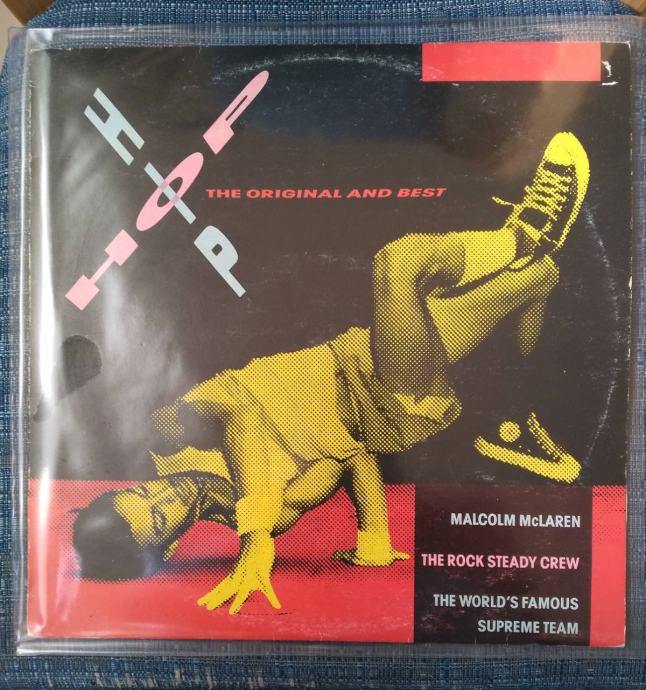 HIP
HOP
THE ORIGINAL AND BEST
MALCOLM McLAREN
THE ROCK STEADY CREW
THE WORLD'S FAMOUS
SUPREME TEAM